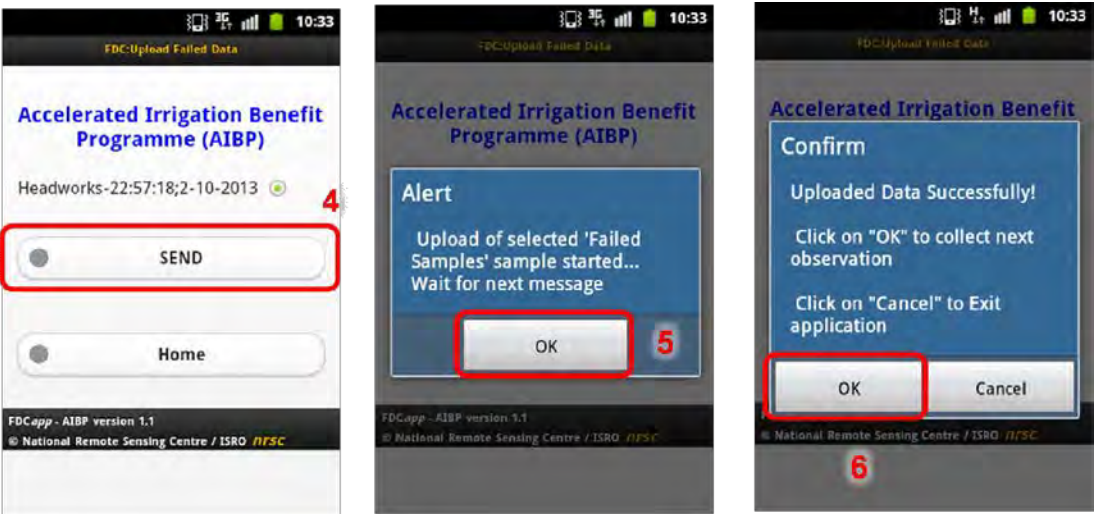 3G 10:33
FDC:Upload Failed Data
Accelerated Irrigation Benefit
Programme (AIBP)
Headworks-22:57:18;2-10-2013
4
SEND
Home
FDCapp - AIBP version 1.1
© National Remote Sensing Centre / ISRO nrsc
3G 10:33
FDC:Upload Failed Data
Accelerated Irrigation Benefit
Programme (AIBP)
Alert
Upload of selected 'Failed
Samples' sample started...
Wait for next message
OK
5
FDCapp - AIBP version 1.1
© National Remote Sensing Centre / ISRO nrsc
H 10:33
FDC:Upload Failed Data
Accelerated Irrigation Benefit
Confirm
Uploaded Data Successfully!
Click on "OK" to collect next
observation
Click on "Cancel" to Exit
application
OK
Cancel
© National Remote Sensing Centre / ISRO nrsc
6